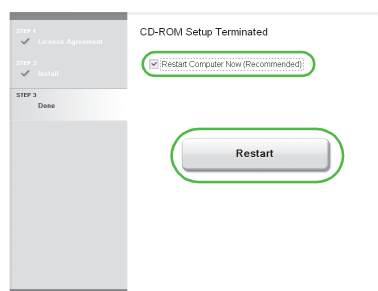 STEP 1
License Agreement
STEP 2
Install
STEP 3
Done
CD-ROM Setup Terminated
Restart Computer Now (Recommended)
Restart